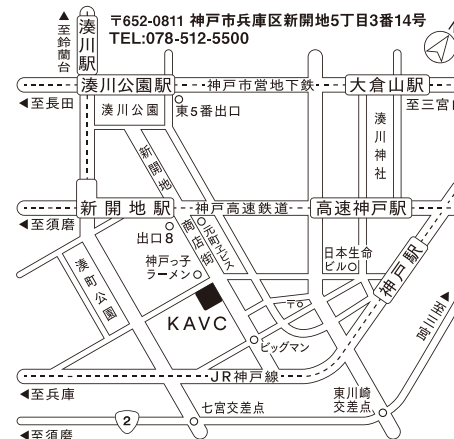 〒652-0811 神戸市兵庫区新開地5丁目3番14号
TEL:078-512-5500
▲至鈴蘭台
湊川駅
湊川公園駅
神戸市営地下鉄
大倉山駅
◀至長田
湊川公園
東5番出口
至三宮
新開地
湊川神社
新開地駅
神戸高速鉄道
高速神戸駅
◀至須磨
出口8
商店街
元町ヱビス
神戸っ子
ラーメン
日本生命
ビル
神戸駅
湊町公園
KAVC
〒
▲至三宮
ビッグマン
JR神戸線
◀至兵庫
2
七宮交差点
東川崎
交差点
◀至須磨